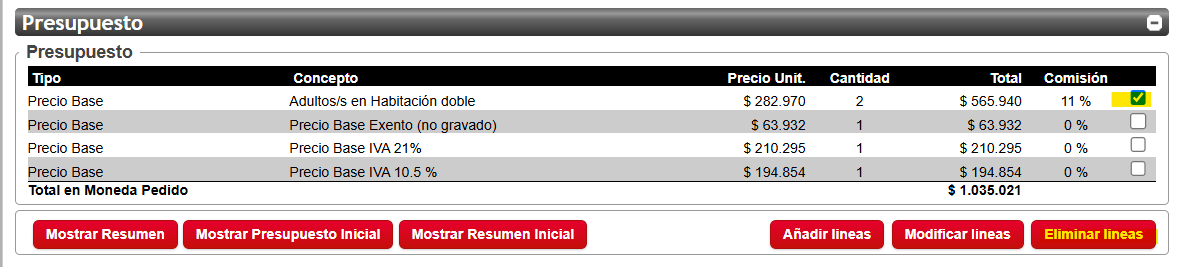 Presupuesto
Presupuesto
Tipo Concepto Precio Unit. Cantidad Total Comisión
Precio Base Adultos/s en Habitación doble $ 282.970 2 $ 565.940 11 %
Precio Base Precio Base Exento (no gravado) $ 63.932 1 $ 63.932 0 %
Precio Base Precio Base IVA 21% $ 210.295 1 $ 210.295 0 %
Precio Base Precio Base IVA 10.5 % $ 194.854 1 $ 194.854 0 %
Total en Moneda Pedido $ 1.035.021
Mostrar Resumen Mostrar Presupuesto Inicial Mostrar Resumen Inicial Añadir lineas Modificar lineas Eliminar lineas